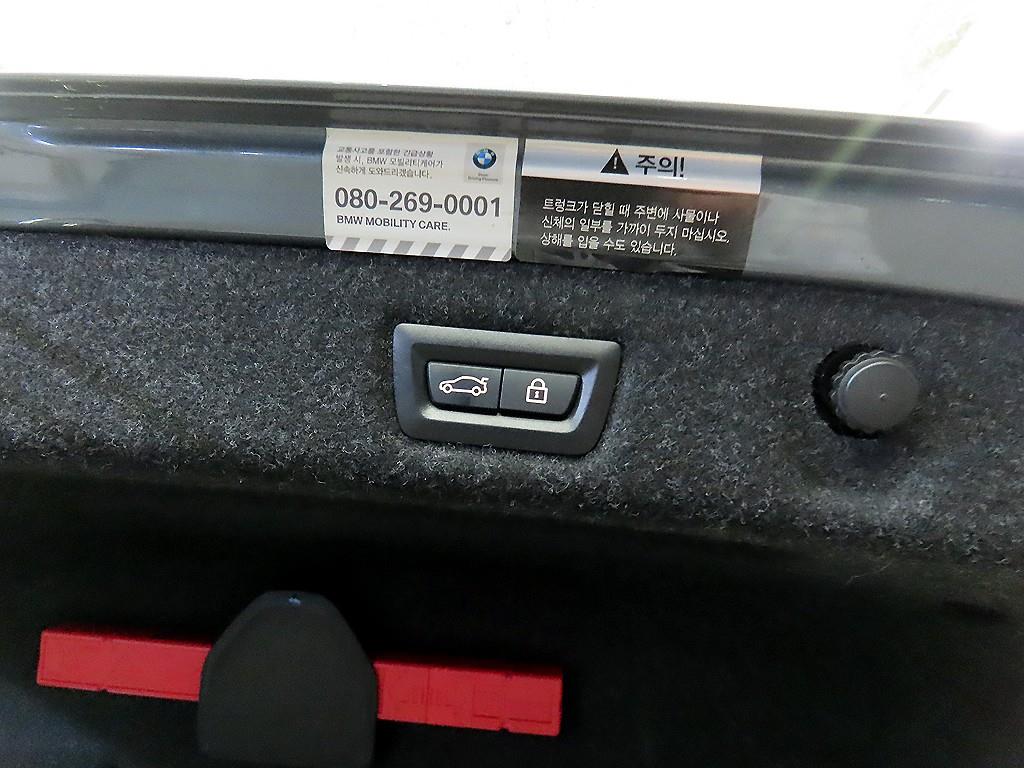 교통사고를 포함한 긴급상황
발생 시, BMW 모빌리티케어가
신속하게 도와드리겠습니다.
080-269-0001
BMW MOBILITY CARE.
주의!
트렁크가 닫힐 때 주변에 사물이나
신체의 일부를 가까이 두지 마십시오.
상해를 입을 수도 있습니다.